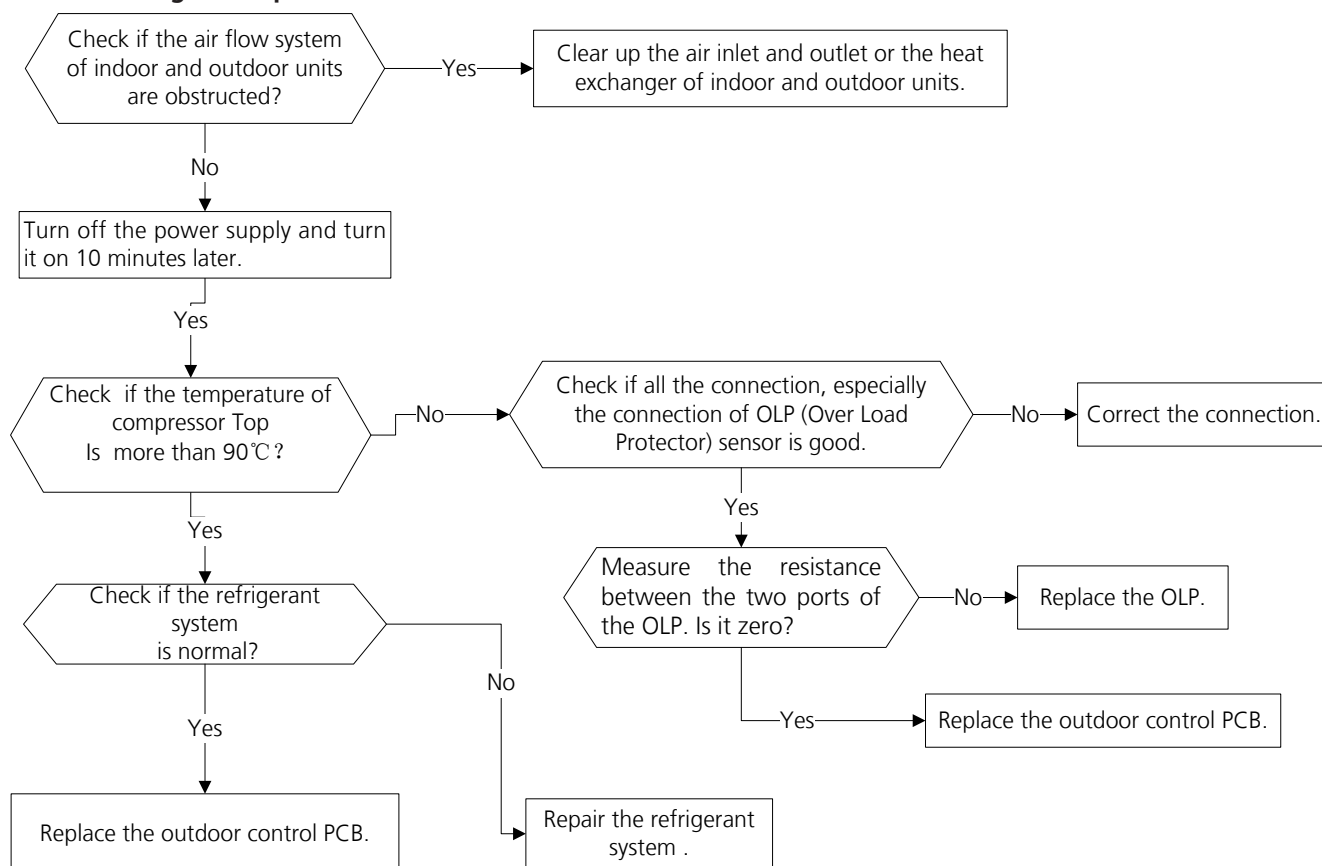 Check if the air flow system
of indoor and outdoor units
are obstructed?
Yes
Clear up the air inlet and outlet or the heat
exchanger of indoor and outdoor units.
No
Turn off the power supply and turn
it on 10 minutes later.
Yes
Check if the temperature of
compressor Top
Is more than 90℃?
No
Check if all the connection, especially
the connection of OLP (Over Load
Protector) sensor is good.
No
Correct the connection.
Yes
Yes
Measure the resistance
between the two ports of
the OLP. Is it zero?
No
Replace the OLP.
Check if the refrigerant
system
is normal?
No
Yes
Yes
Replace the outdoor control PCB.
Replace the outdoor control PCB.
Repair the refrigerant
system .